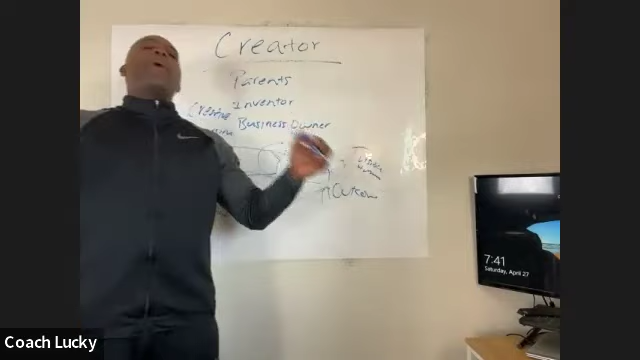 Creator
Parents
Inventor
Creative
Business Owner
Outcome
7:41
Saturday, April 27
Coach Lucky